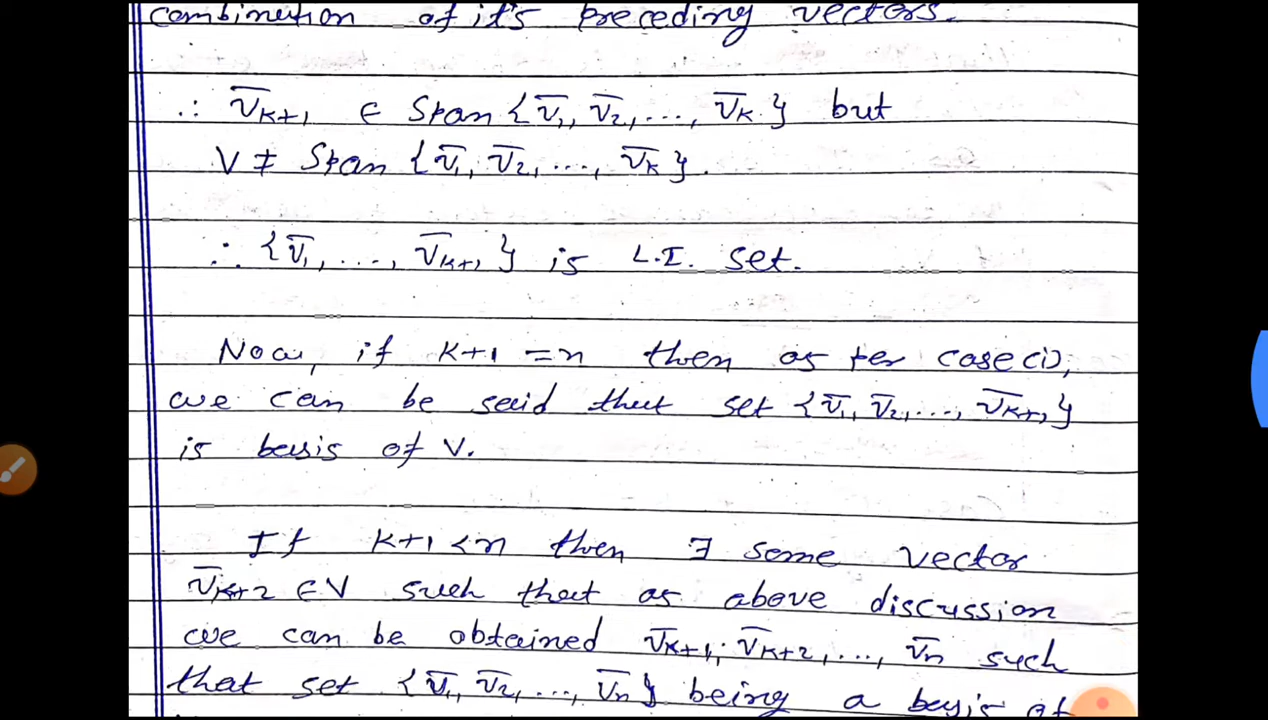 combination of it's preceding vectors.
∴ v̅ₖ₊₁ ∈ Span {v̅₁, v̅₂, ..., v̅ₖ} but
V ≠ Span {v̅₁, v̅₂, ..., v̅ₖ}.
∴ {v̅₁, ..., v̅ₖ₊₁} is L.I. set.
Now, if k+1 = n then as per case (i),
we can be said that set {v̅₁, v̅₂, ..., v̅ₖ₊₁}
is basis of V.
If k+1 < n then ∃ some vector
v̅ₖ₊₂ ∈ V such that as above discussion
we can be obtained v̅ₖ₊₁, v̅ₖ₊₂, ..., v̅ₙ such
that set {v̅₁, v̅₂, ..., v̅ₙ} being a basis of